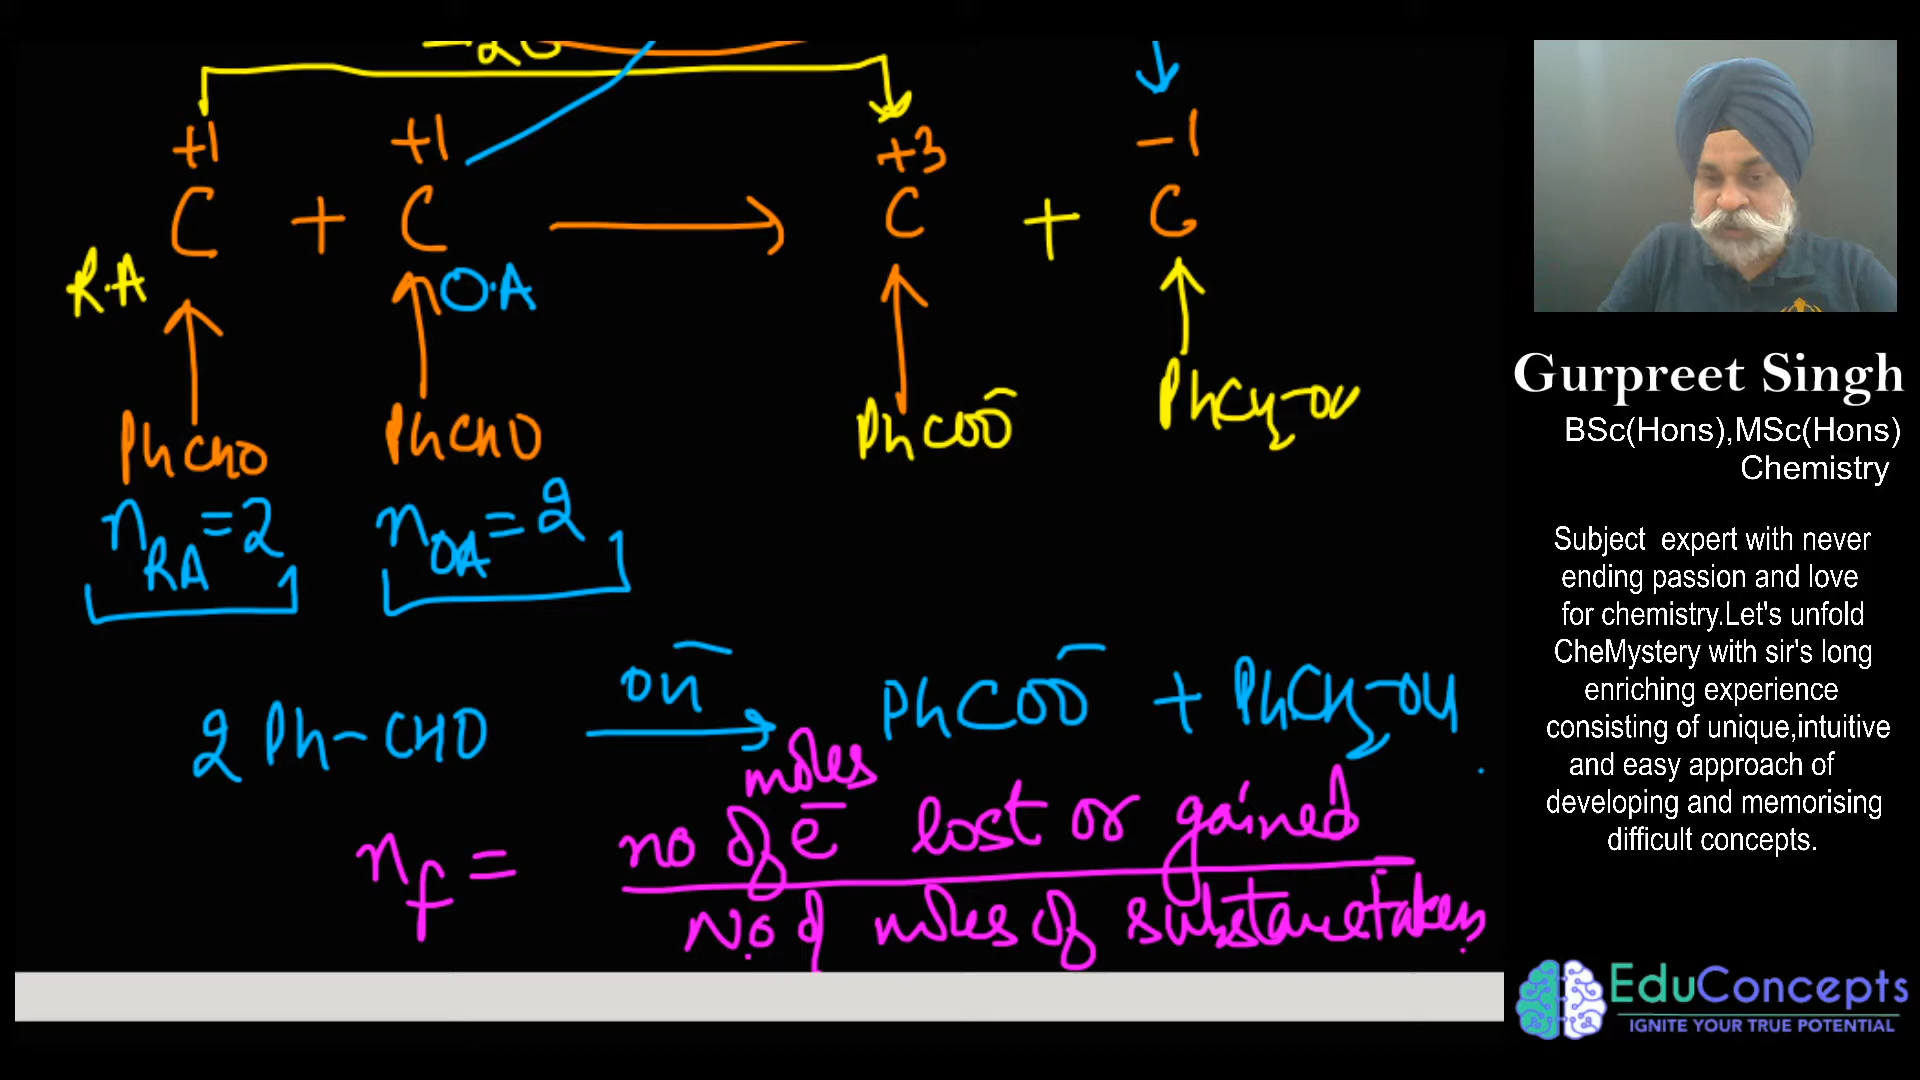 +1 +1 +3 -1
C + C → C + C
R.A O.A
PhCHO PhCHO PhCOO⁻ PhCH₂-OH
n_RA = 2 n_OA = 2
2 Ph-CHO OH⁻ → PhCOO⁻ + PhCH₂-OH
moles
n_f = no of e⁻ lost or gained
No of moles of substance taken
Gurpreet Singh
BSc(Hons),MSc(Hons)
Chemistry
Subject expert with never
ending passion and love
for chemistry.Let's unfold
CheMystery with sir's long
enriching experience
consisting of unique,intuitive
and easy approach of
developing and memorising
difficult concepts.
EduConcepts
IGNITE YOUR TRUE POTENTIAL